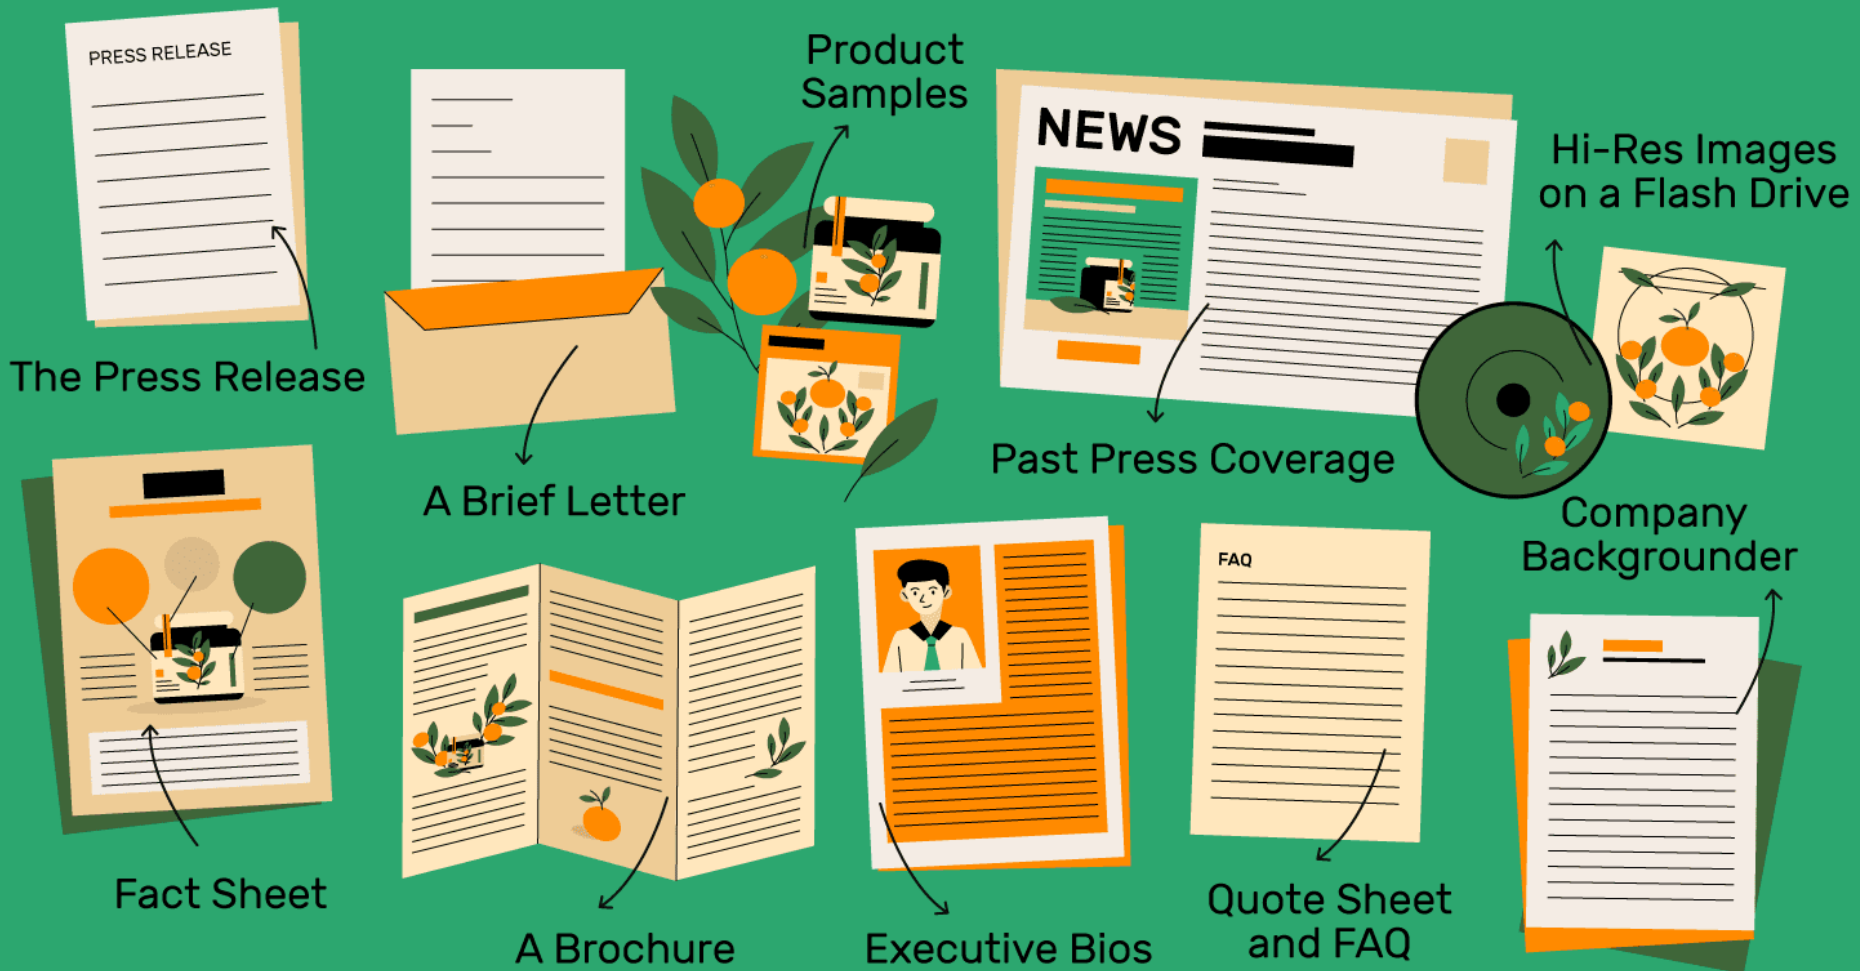 PRESS RELEASE
The Press Release
A Brief Letter
Product
Samples
NEWS
Past Press Coverage
Hi-Res Images
on a Flash Drive
Fact Sheet
A Brochure
Executive Bios
FAQ
Quote Sheet
and FAQ
Company
Backgrounder